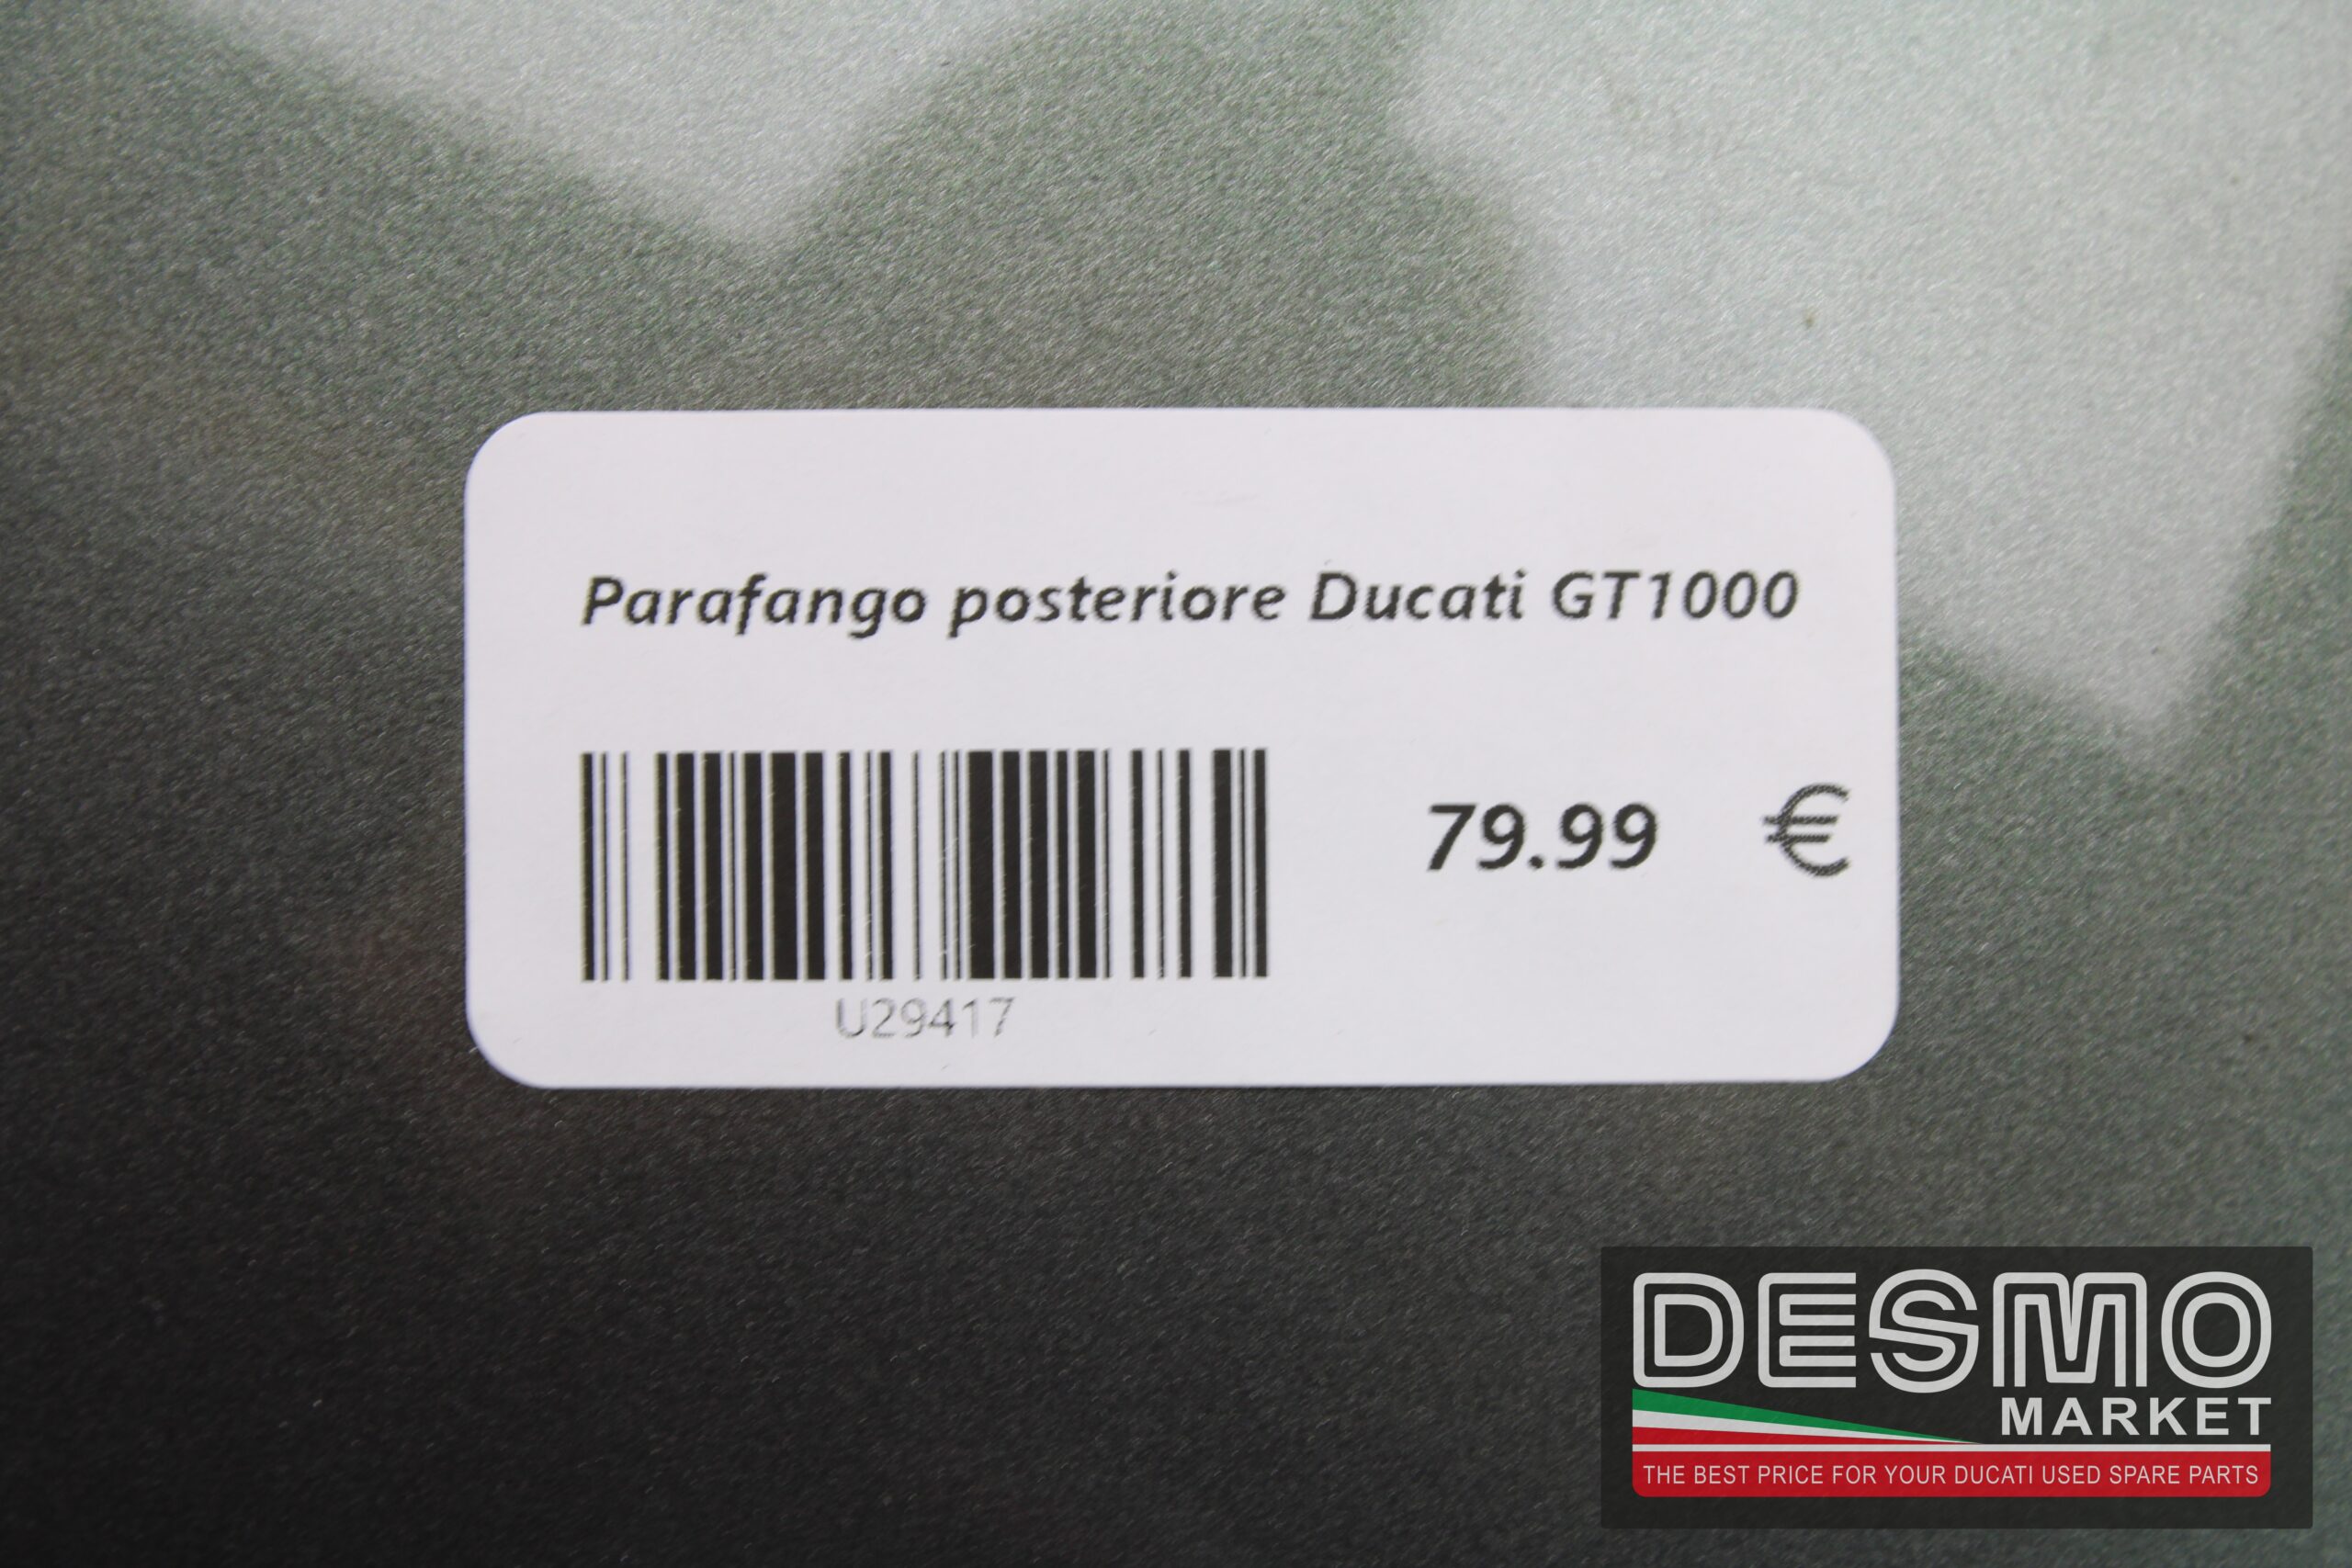 Parafango posteriore Ducati GT1000
79.99 €
U29417
DESMO
MARKET
THE BEST PRICE FOR YOUR DUCATI USED SPARE PARTS